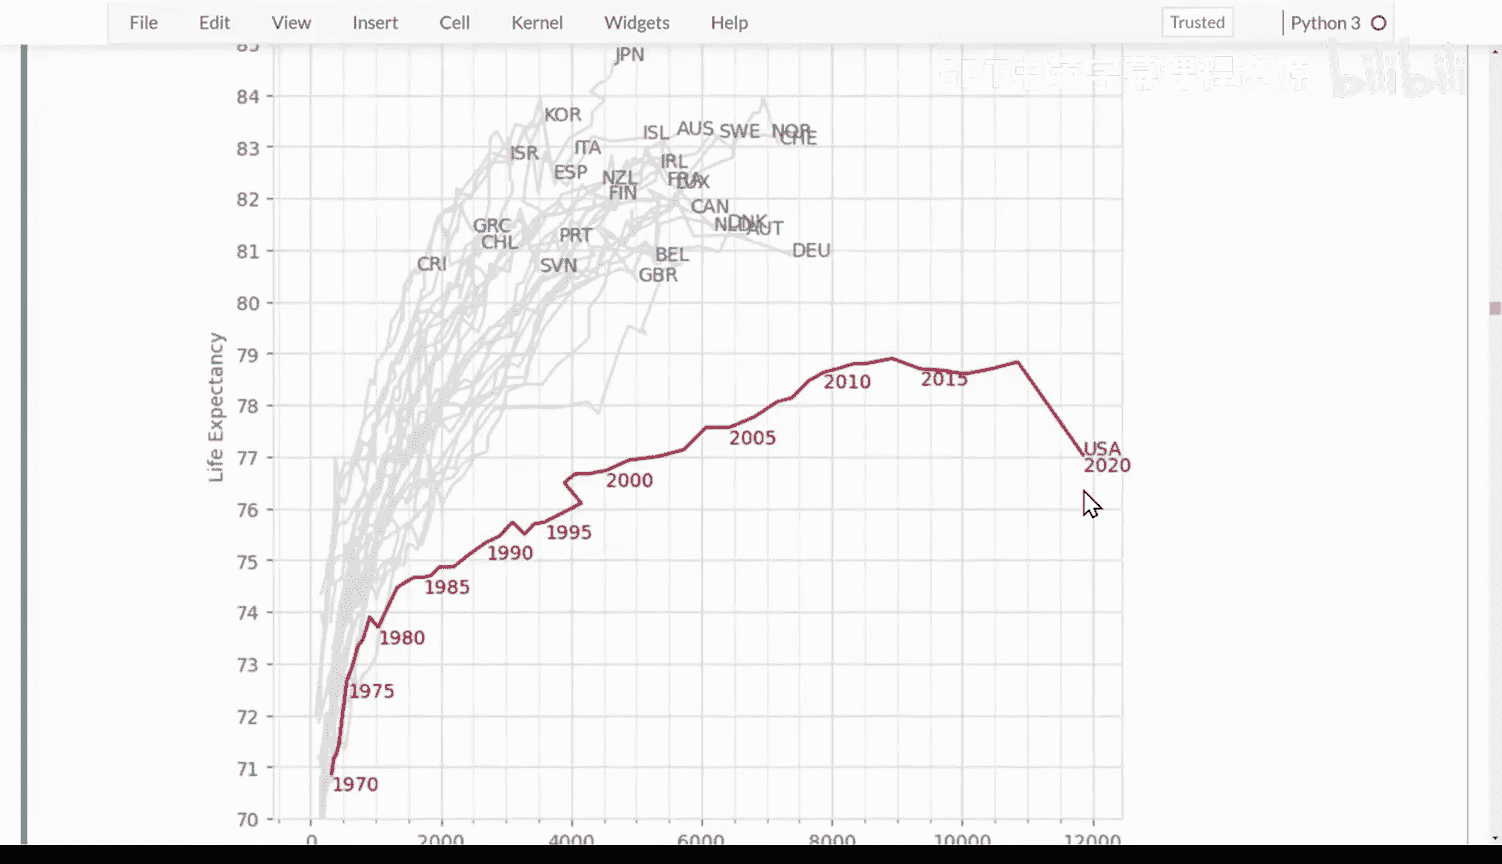 File Edit View Insert Cell Kernel Widgets Help Trusted Python 3
bilibili
JPN
84
KOR
ISL AUS SWE NOR
CHE
83
ISR ITA
IRL
ESP NZL FRA LUX
FIN
82
CAN
GRC NLD DNK AUT
CHL PRT
81
BEL DEU
CRI SVN
GBR
80
Life Expectancy
79
2010 2015
78
2005
77
USA
2020
2000
76
1995
1990
75
1985
74
1980
73
1975
72
71
1970
70
0 2000 4000 6000 8000 10000 12000